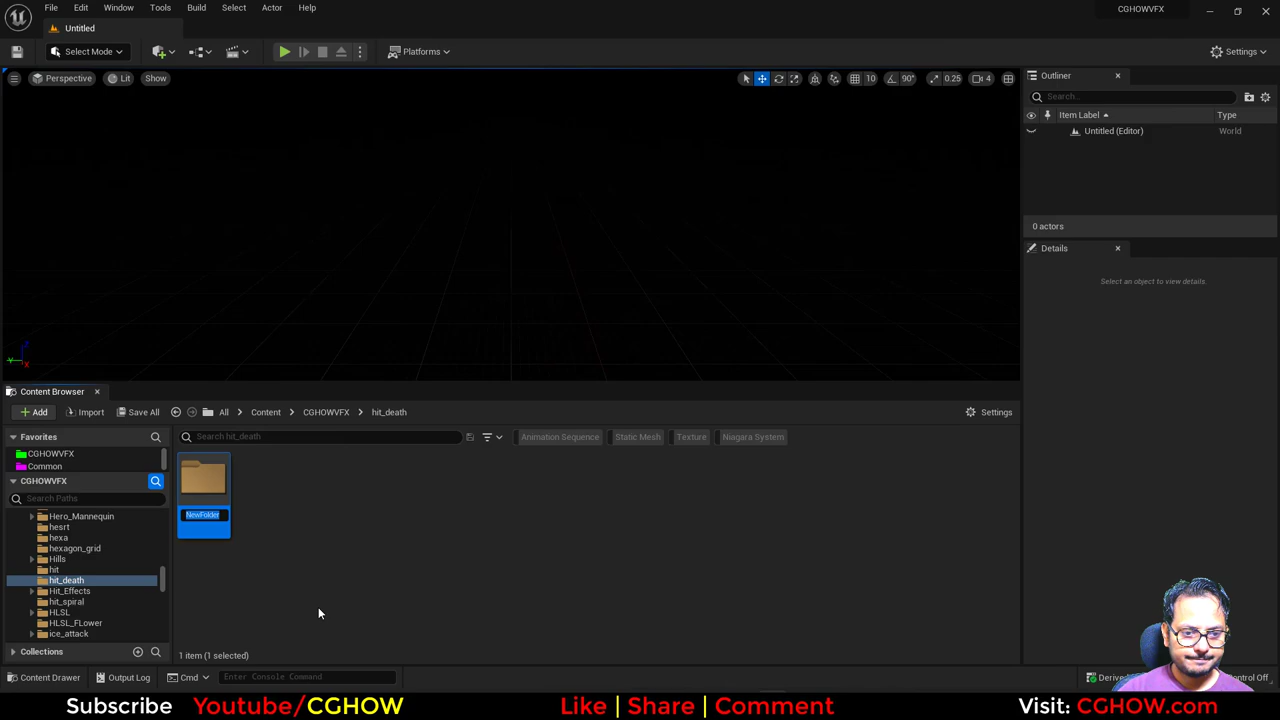 File Edit Window Tools Build Select Actor Help
CGHOWVFX
Untitled
Select Mode
Platforms
Settings
Perspective Lit Show
10 90° 0.25 4
Outliner
Search...
Item Label Type
Untitled (Editor) World
0 actors
Details
Select an object to view details.
Z
Y X
Content Browser
Add Import Save All All Content CGHOWVFX hit_death Settings
Favorites
Search hit_death
Animation Sequence Static Mesh Texture Niagara System
CGHOWVFX
Common
CGHOWVFX
Search Paths
Hero_Mannequin
hesrt
hexa
hexagon_grid
Hills
hit
hit_death
Hit_Effects
hit_spiral
HLSL
HLSL_FLower
ice_attack
NewFolder
Collections
1 item (1 selected)
Content Drawer Output Log Cmd Enter Console Command
Control Off
Subscribe Youtube/CGHOW Like | Share | Comment Visit: CGHOW.com